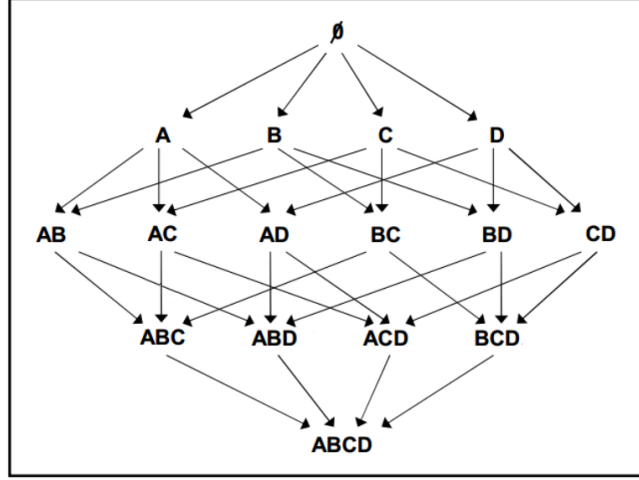 Ø
A B C D
AB AC AD BC BD CD
ABC ABD ACD BCD
ABCD